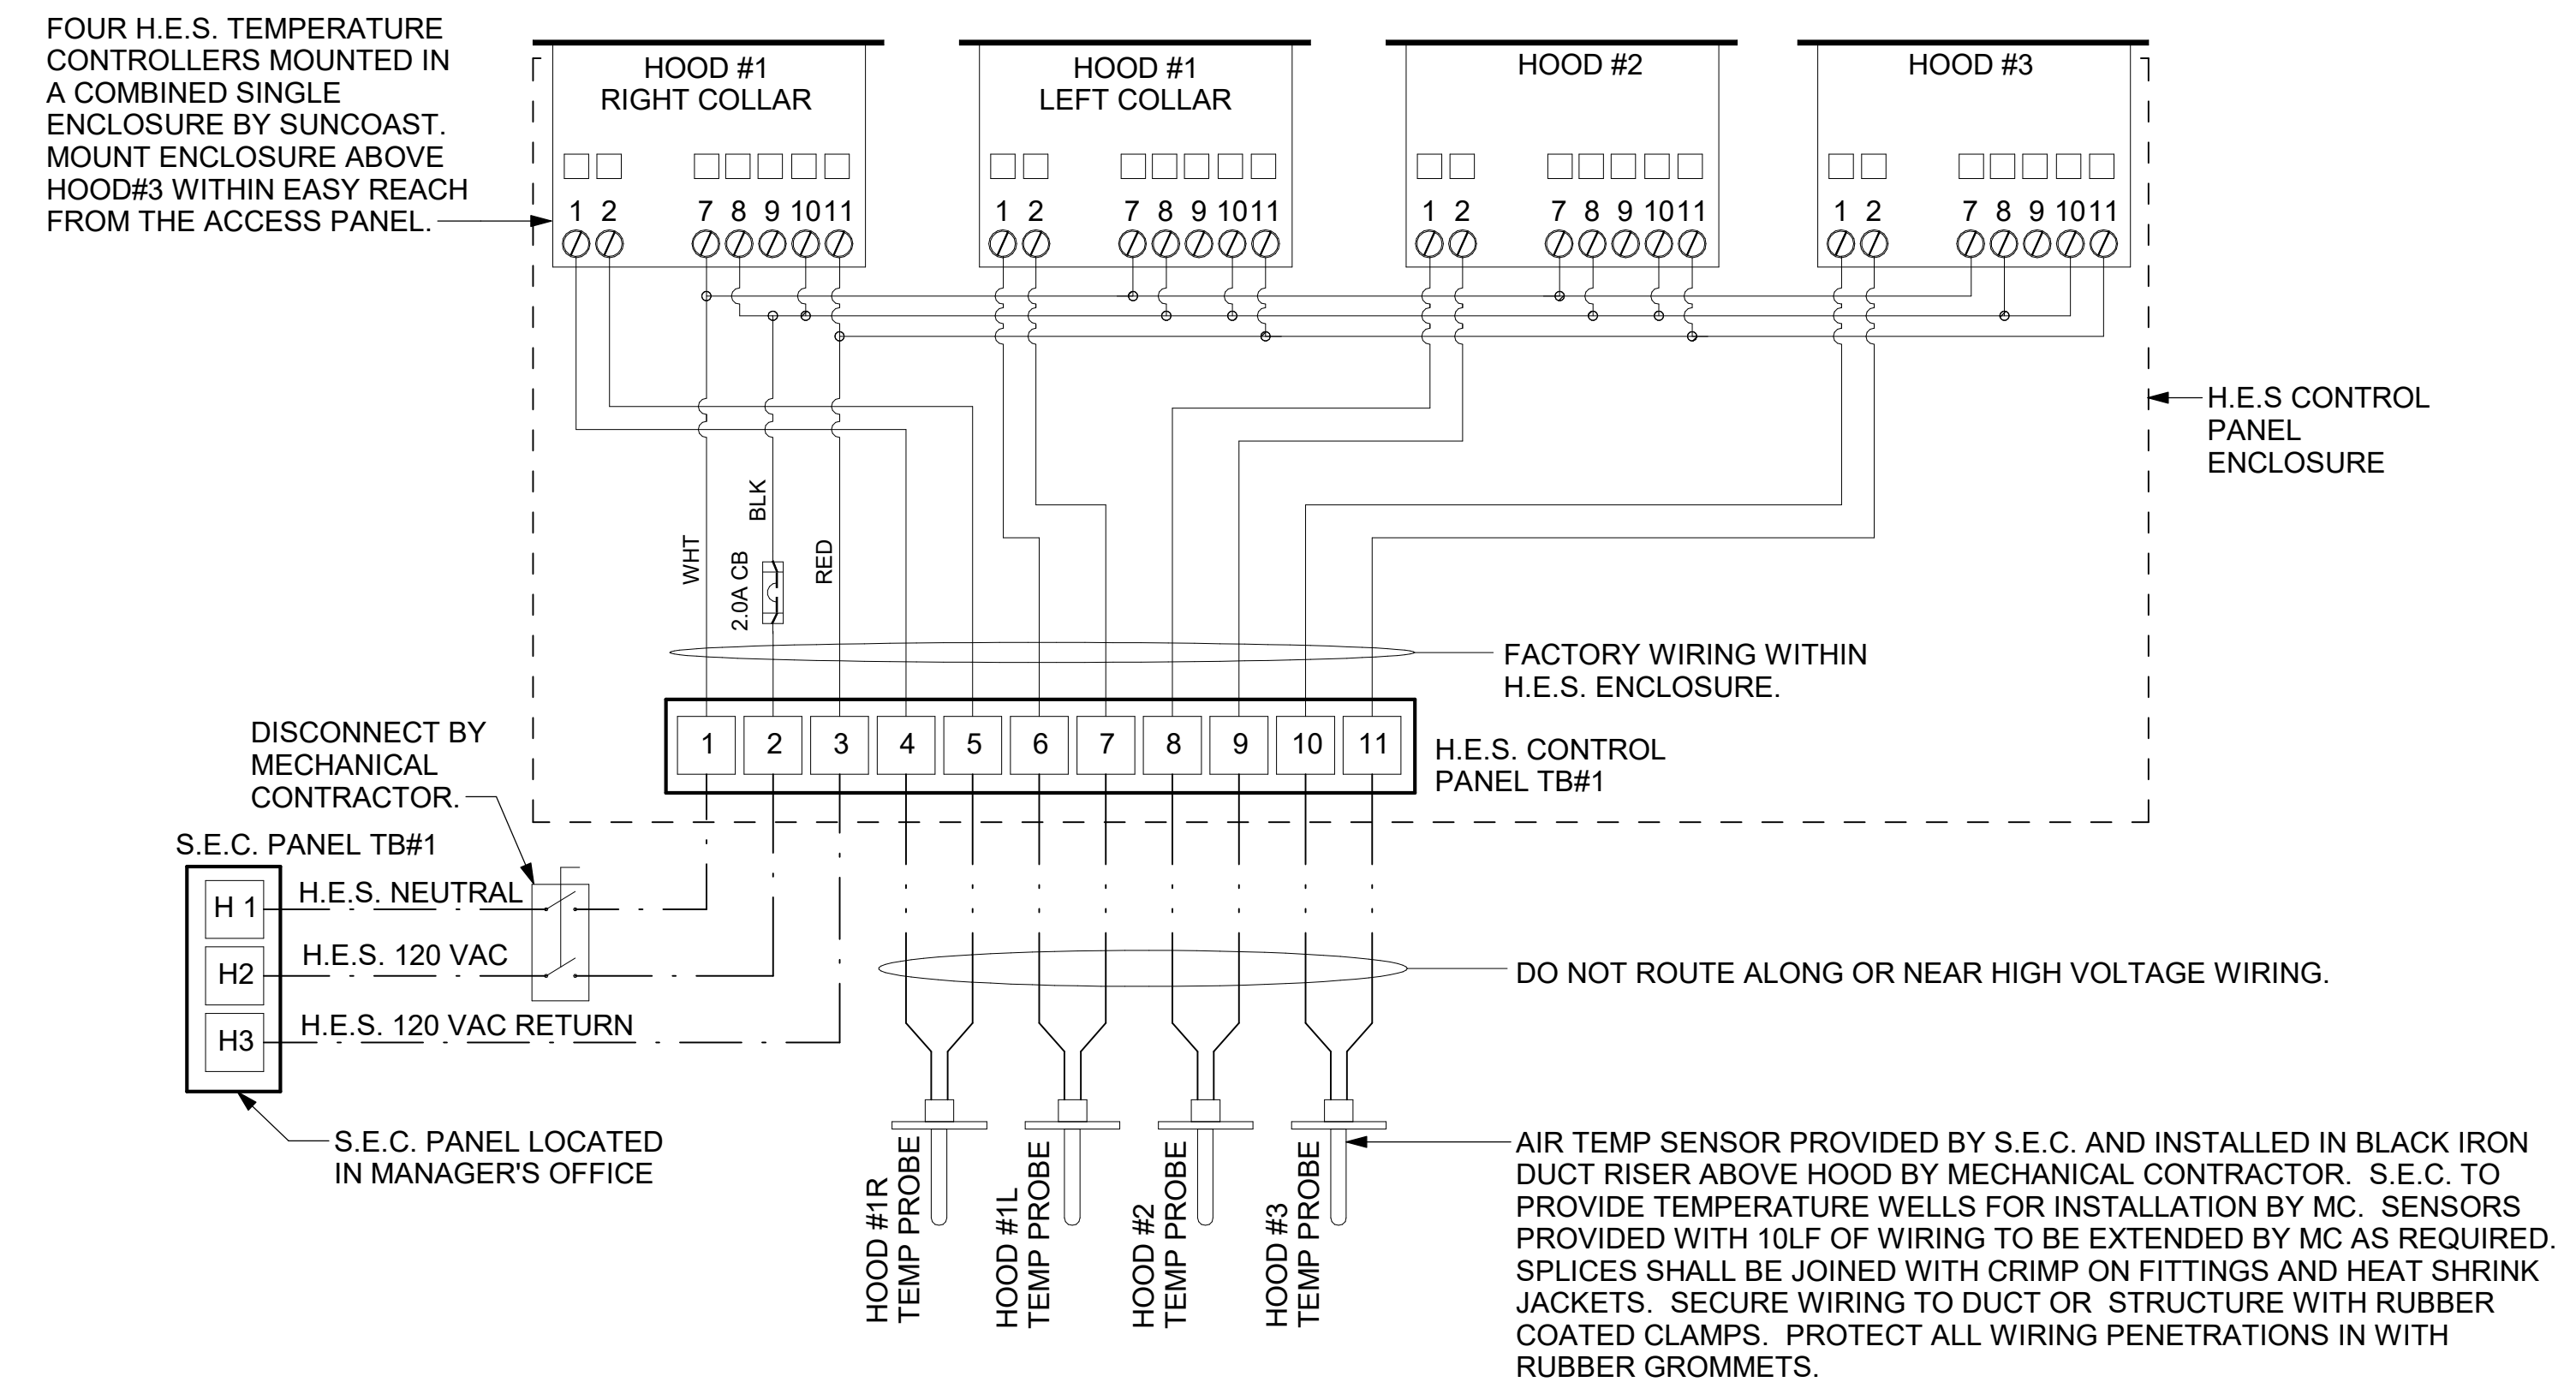 FOUR H.E.S. TEMPERATURE
CONTROLLERS MOUNTED IN
A COMBINED SINGLE
ENCLOSURE BY SUNCOAST.
MOUNT ENCLOSURE ABOVE
HOOD#3 WITHIN EASY REACH
FROM THE ACCESS PANEL.
HOOD #1
RIGHT COLLAR
1 2 7 8 9 10 11
HOOD #1
LEFT COLLAR
1 2 7 8 9 10 11
HOOD #2
1 2 7 8 9 10 11
HOOD #3
1 2 7 8 9 10 11
H.E.S CONTROL
PANEL
ENCLOSURE
WHT
BLK
2.0A CB
RED
FACTORY WIRING WITHIN
H.E.S. ENCLOSURE.
1 2 3 4 5 6 7 8 9 10 11
H.E.S. CONTROL
PANEL TB#1
DISCONNECT BY
MECHANICAL
CONTRACTOR.
S.E.C. PANEL TB#1
H 1
H.E.S. NEUTRAL
H2
H.E.S. 120 VAC
H3
H.E.S. 120 VAC RETURN
S.E.C. PANEL LOCATED
IN MANAGER'S OFFICE
DO NOT ROUTE ALONG OR NEAR HIGH VOLTAGE WIRING.
HOOD #1R
TEMP PROBE
HOOD #1L
TEMP PROBE
HOOD #2
TEMP PROBE
HOOD #3
TEMP PROBE
AIR TEMP SENSOR PROVIDED BY S.E.C. AND INSTALLED IN BLACK IRON
DUCT RISER ABOVE HOOD BY MECHANICAL CONTRACTOR. S.E.C. TO
PROVIDE TEMPERATURE WELLS FOR INSTALLATION BY MC. SENSORS
PROVIDED WITH 10LF OF WIRING TO BE EXTENDED BY MC AS REQUIRED.
SPLICES SHALL BE JOINED WITH CRIMP ON FITTINGS AND HEAT SHRINK
JACKETS. SECURE WIRING TO DUCT OR STRUCTURE WITH RUBBER
COATED CLAMPS. PROTECT ALL WIRING PENETRATIONS IN WITH
RUBBER GROMMETS.